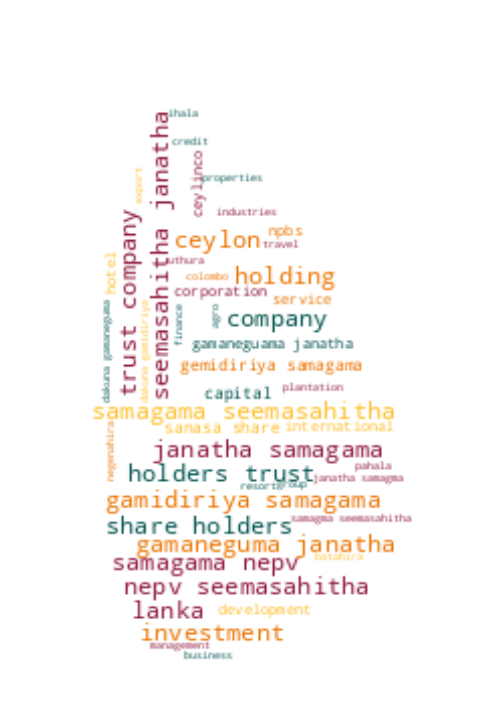 ihala
seemasahitha janatha
credit
ceylinco
properties
export
industries
trust company
ceylon
npbs
travel
hotel
uthura
colombo
holding
corporation
service
dakuna gamaneguma
dakuna gamidiriya
finance
agro
company
gamaneguama janatha
gemidiriya samagama
plantation
capital
samagama seemasahitha
sanasa share
international
negenahira
janatha samagama
pahala
holders trust
janatha samagma
resort
group
gamidiriya samagama
samagma seemasahitha
share holders
gamaneguma janatha
batahira
samagama nepv
nepv seemasahitha
lanka
development
investment
management
business